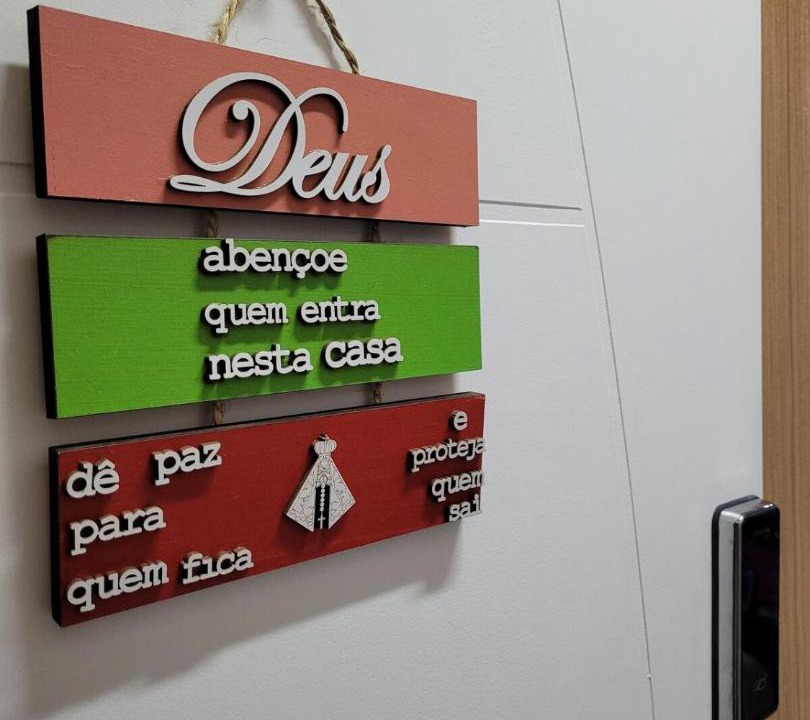 Deus
abençoe
quem entra
nesta casa
dê paz
para
quem fica
e
proteja
quem
sai